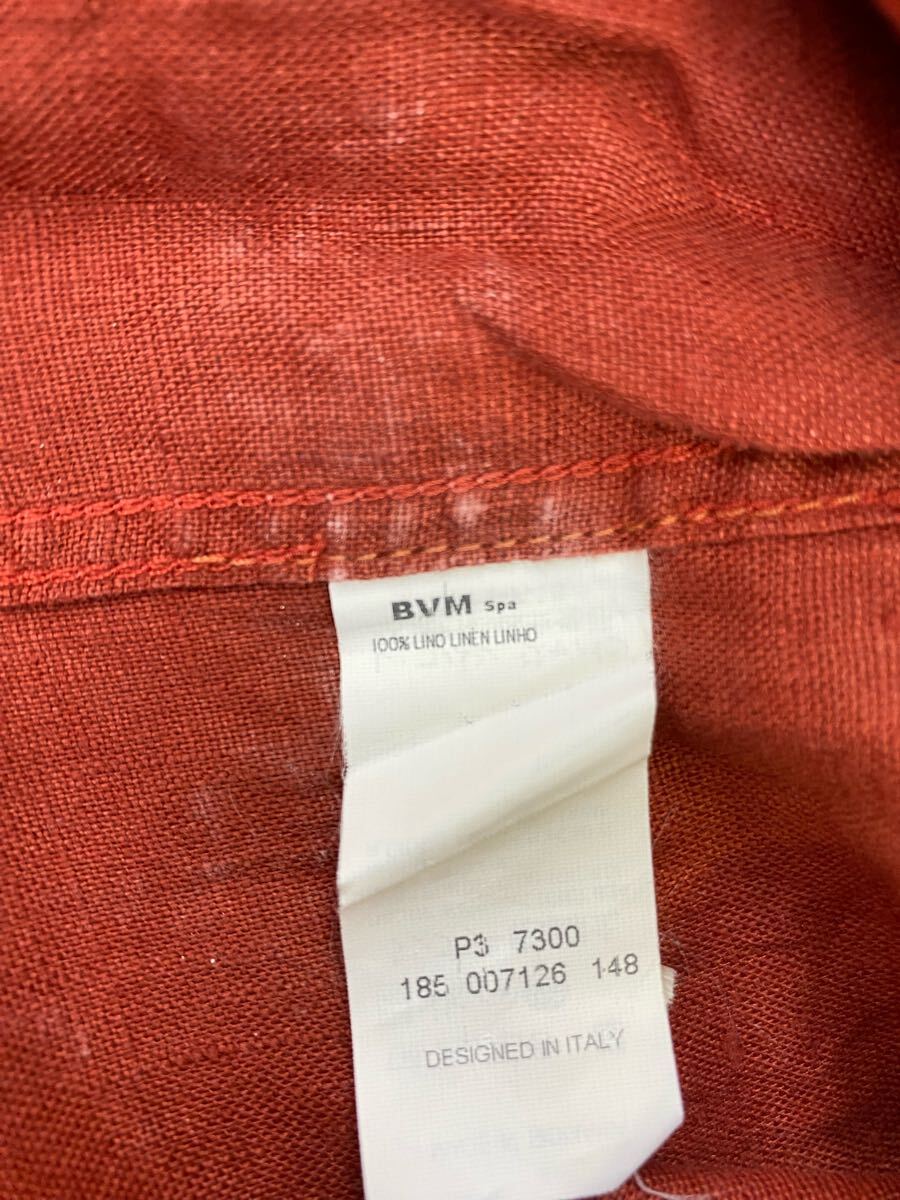 BVM Spa
100% LINO LINEN LINHO
P3 7300
185 007126 148
DESIGNED IN ITALY